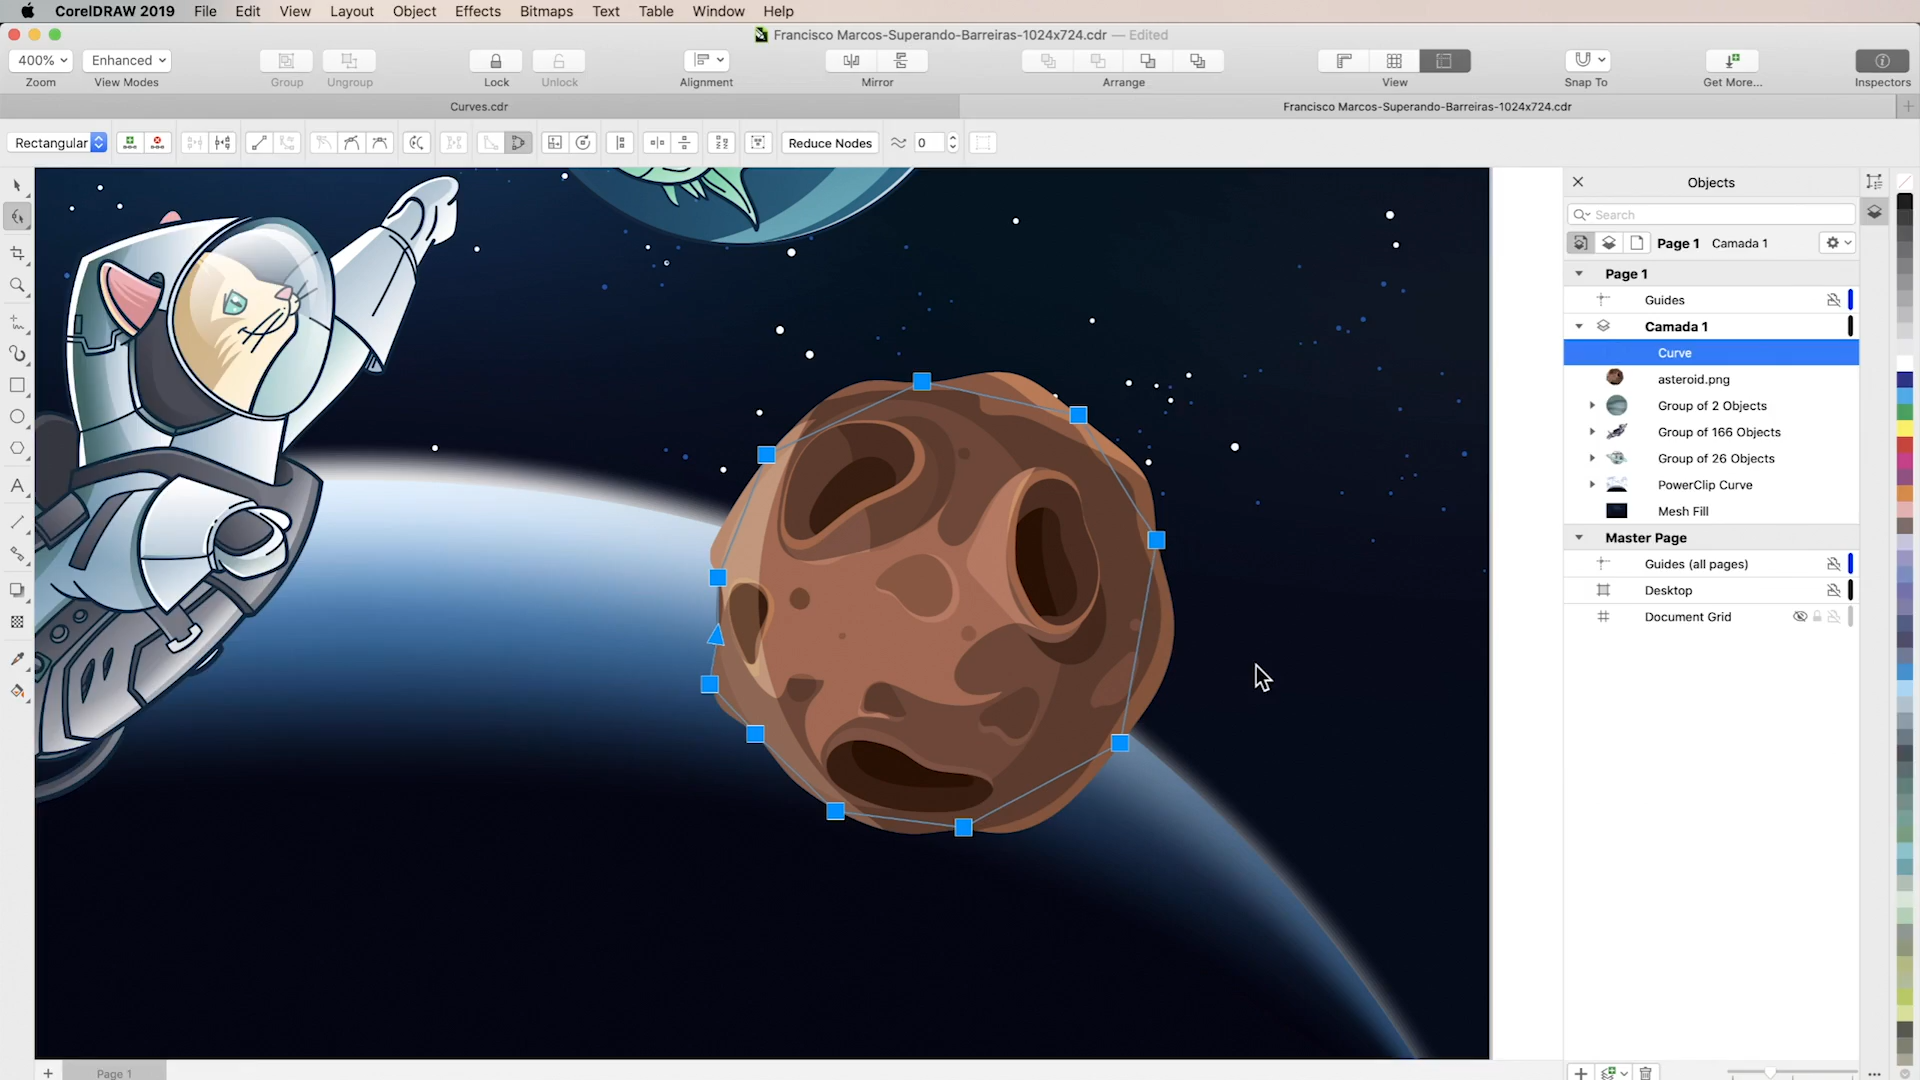 CorelDRAW 2019 File Edit View Layout Object Effects Bitmaps Text Table Window Help
Francisco Marcos-Superando-Barreiras-1024x724.cdr — Edited
400% Enhanced
Zoom View Modes Group Ungroup Lock Unlock Alignment Mirror Arrange View Snap To Get More... Inspectors
Curves.cdr Francisco Marcos-Superando-Barreiras-1024x724.cdr
Rectangular Reduce Nodes 0
Objects
Search
Page 1 Camada 1
Page 1
Guides
Camada 1
Curve
asteroid.png
Group of 2 Objects
Group of 166 Objects
Group of 26 Objects
PowerClip Curve
Mesh Fill
Master Page
Guides (all pages)
Desktop
Document Grid
Page 1